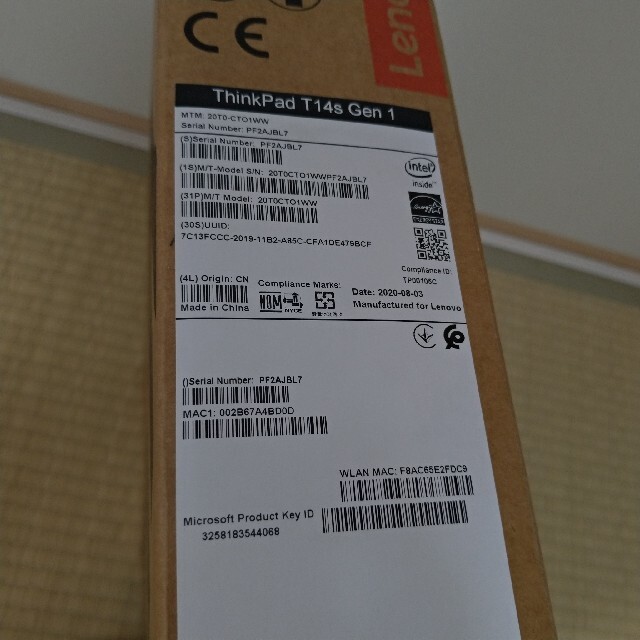 CE
Leno
ThinkPad T14s Gen 1
MTM: 20T0-CTO1WW
Serial Number: PF2AJBL7
(S)Serial Number: PF2AJBL7
(1S)M/T-Model S/N: 20T0CTO1WWPF2AJBL7
(31P)M/T Model: 20T0CTO1WW
(30S)UUID:
7C13FCCC-2019-11B2-A85C-CFA1DE479BCF
intel
inside
Compliance ID:
TP00106C
(4L) Origin: CN
Made in China
Compliance Marks:
NOM
NYCE
Date: 2020-08-03
Manufactured for Lenovo
()Serial Number: PF2AJBL7
MAC1: 002B67A4BD0D
WLAN MAC: F8AC65E2FDC9
Microsoft Product Key ID
3258183544068